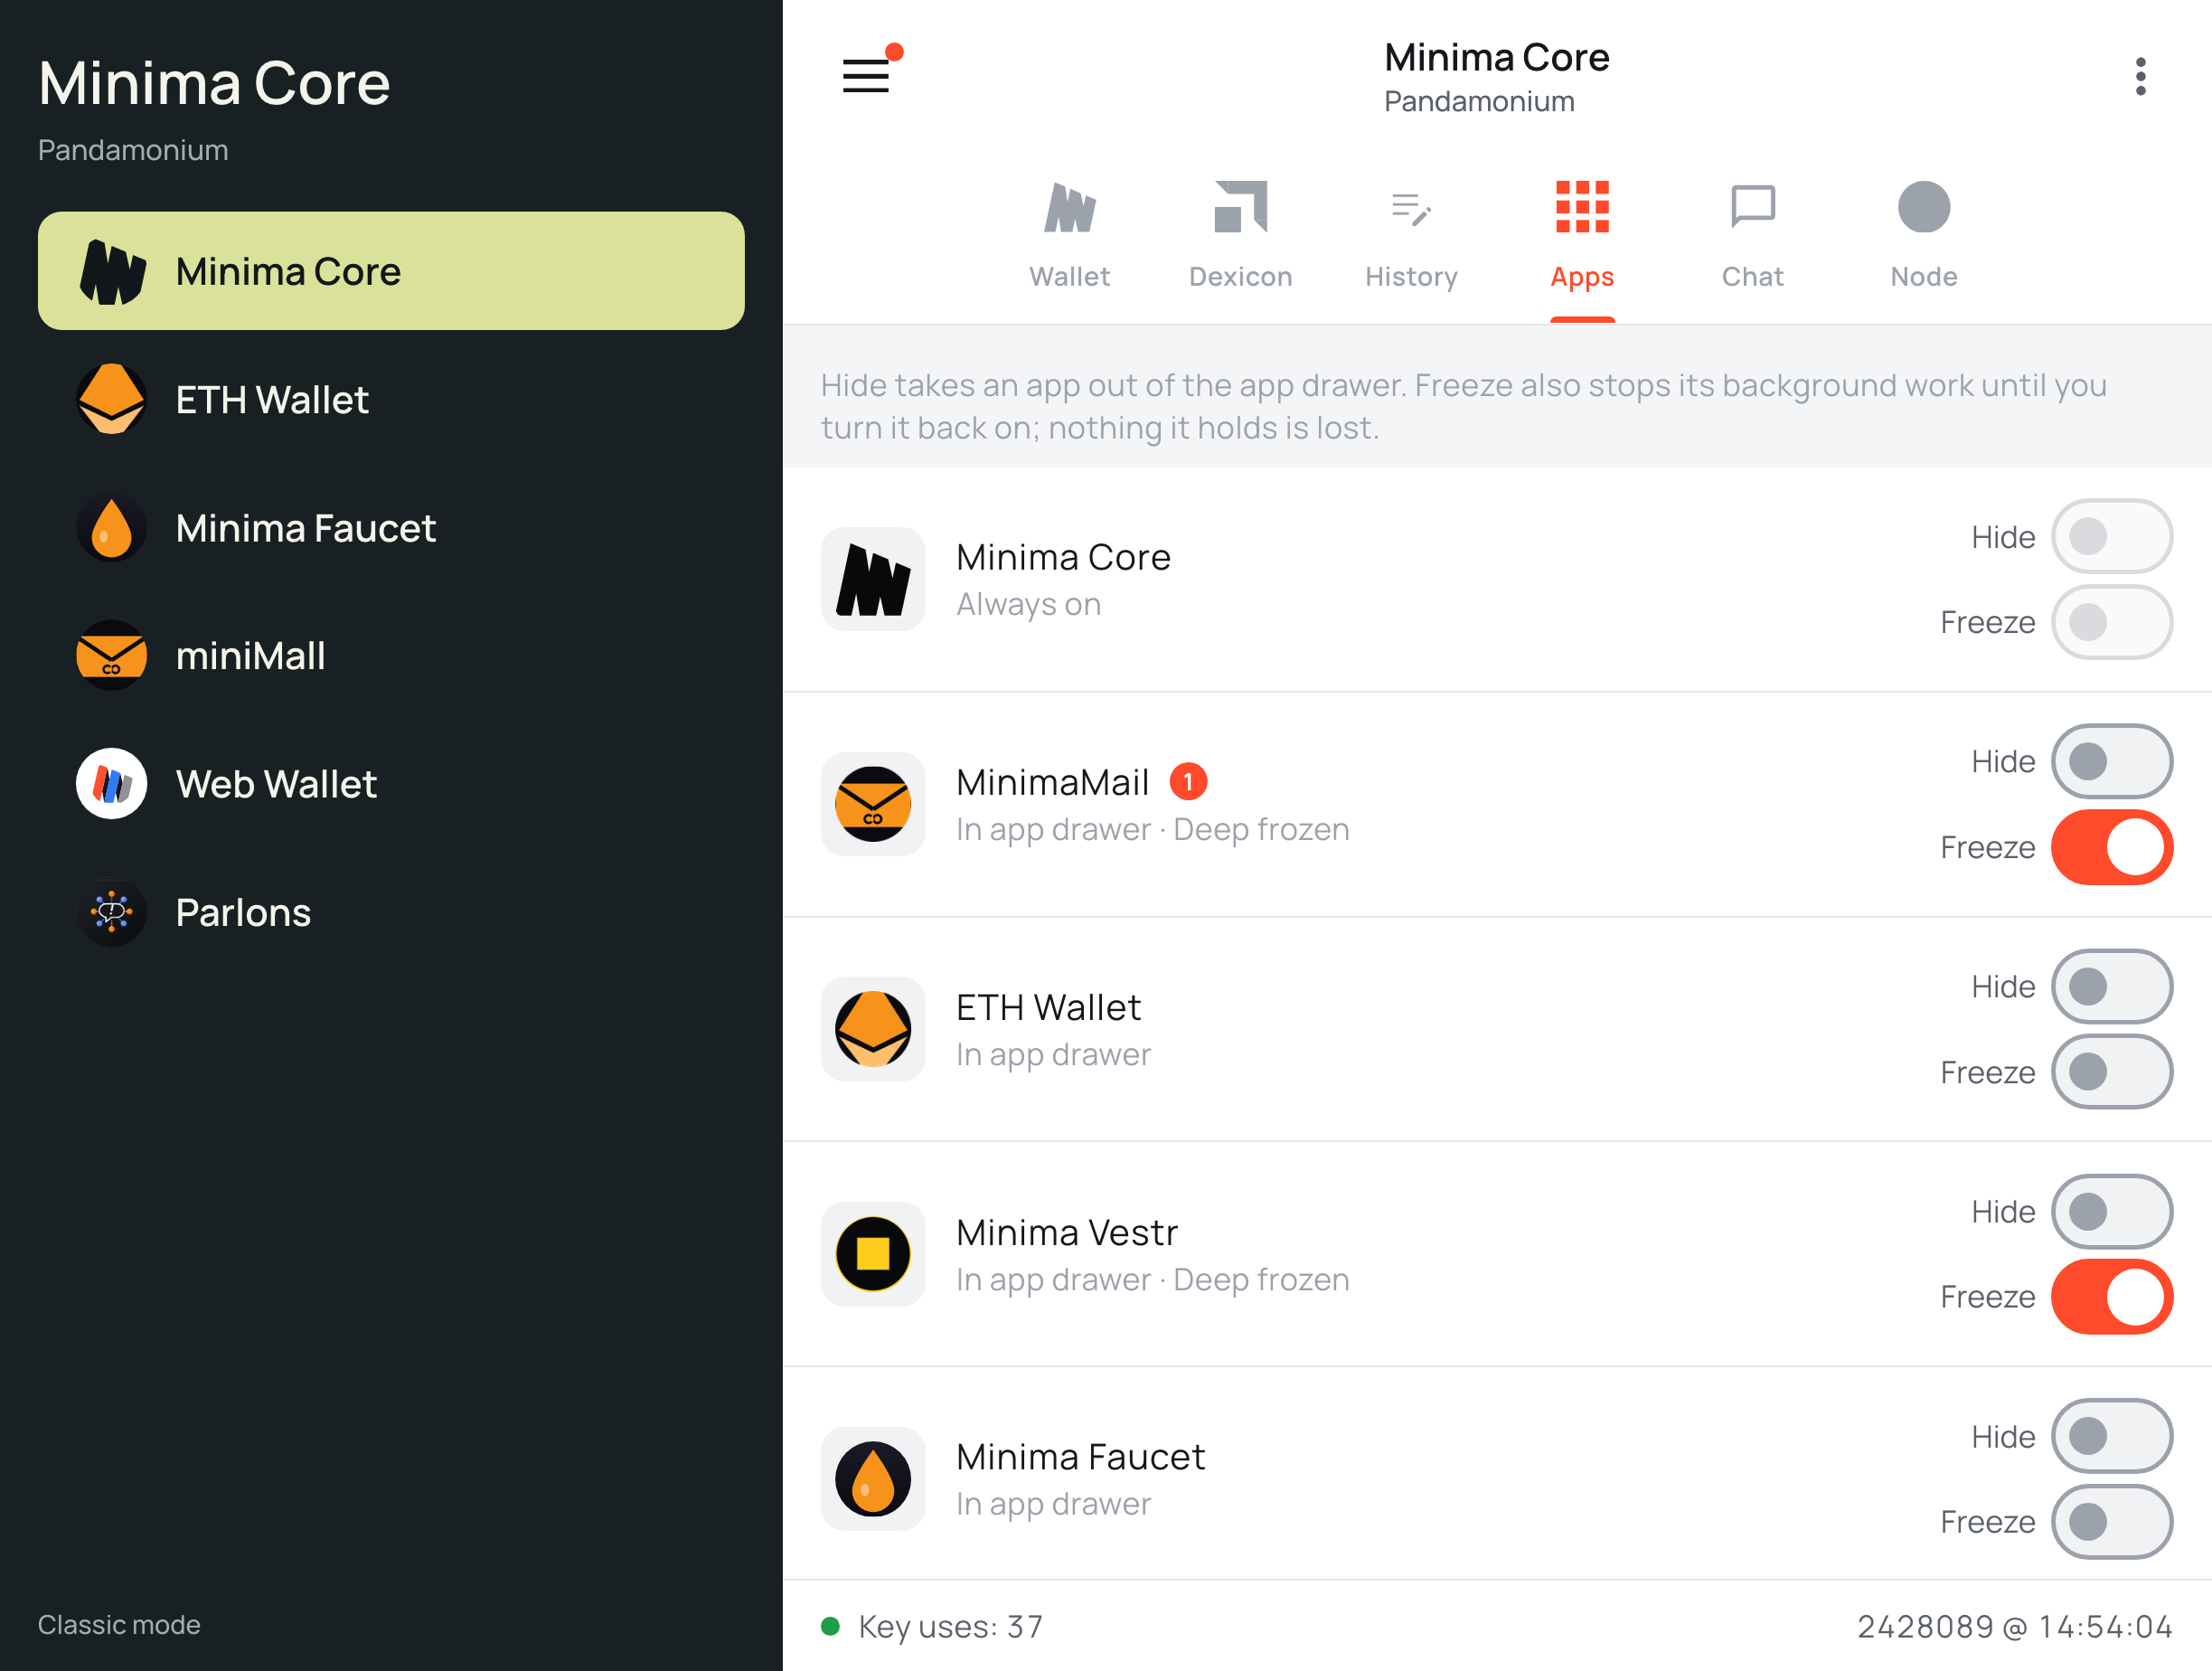 Minima Core
Pandamonium
Minima Core
ETH Wallet
Minima Faucet
miniMall
Web Wallet
Parlons
Classic mode
Minima Core
Pandamonium
Wallet
Dexicon
History
Apps
Chat
Node
Hide takes an app out of the app drawer. Freeze also stops its background work until you
turn it back on; nothing it holds is lost.
Minima Core
Always on
Hide
Freeze
MinimaMail 1
In app drawer · Deep frozen
Hide
Freeze
ETH Wallet
In app drawer
Hide
Freeze
Minima Vestr
In app drawer · Deep frozen
Hide
Freeze
Minima Faucet
In app drawer
Hide
Freeze
Key uses: 37
2428089 @ 14:54:04